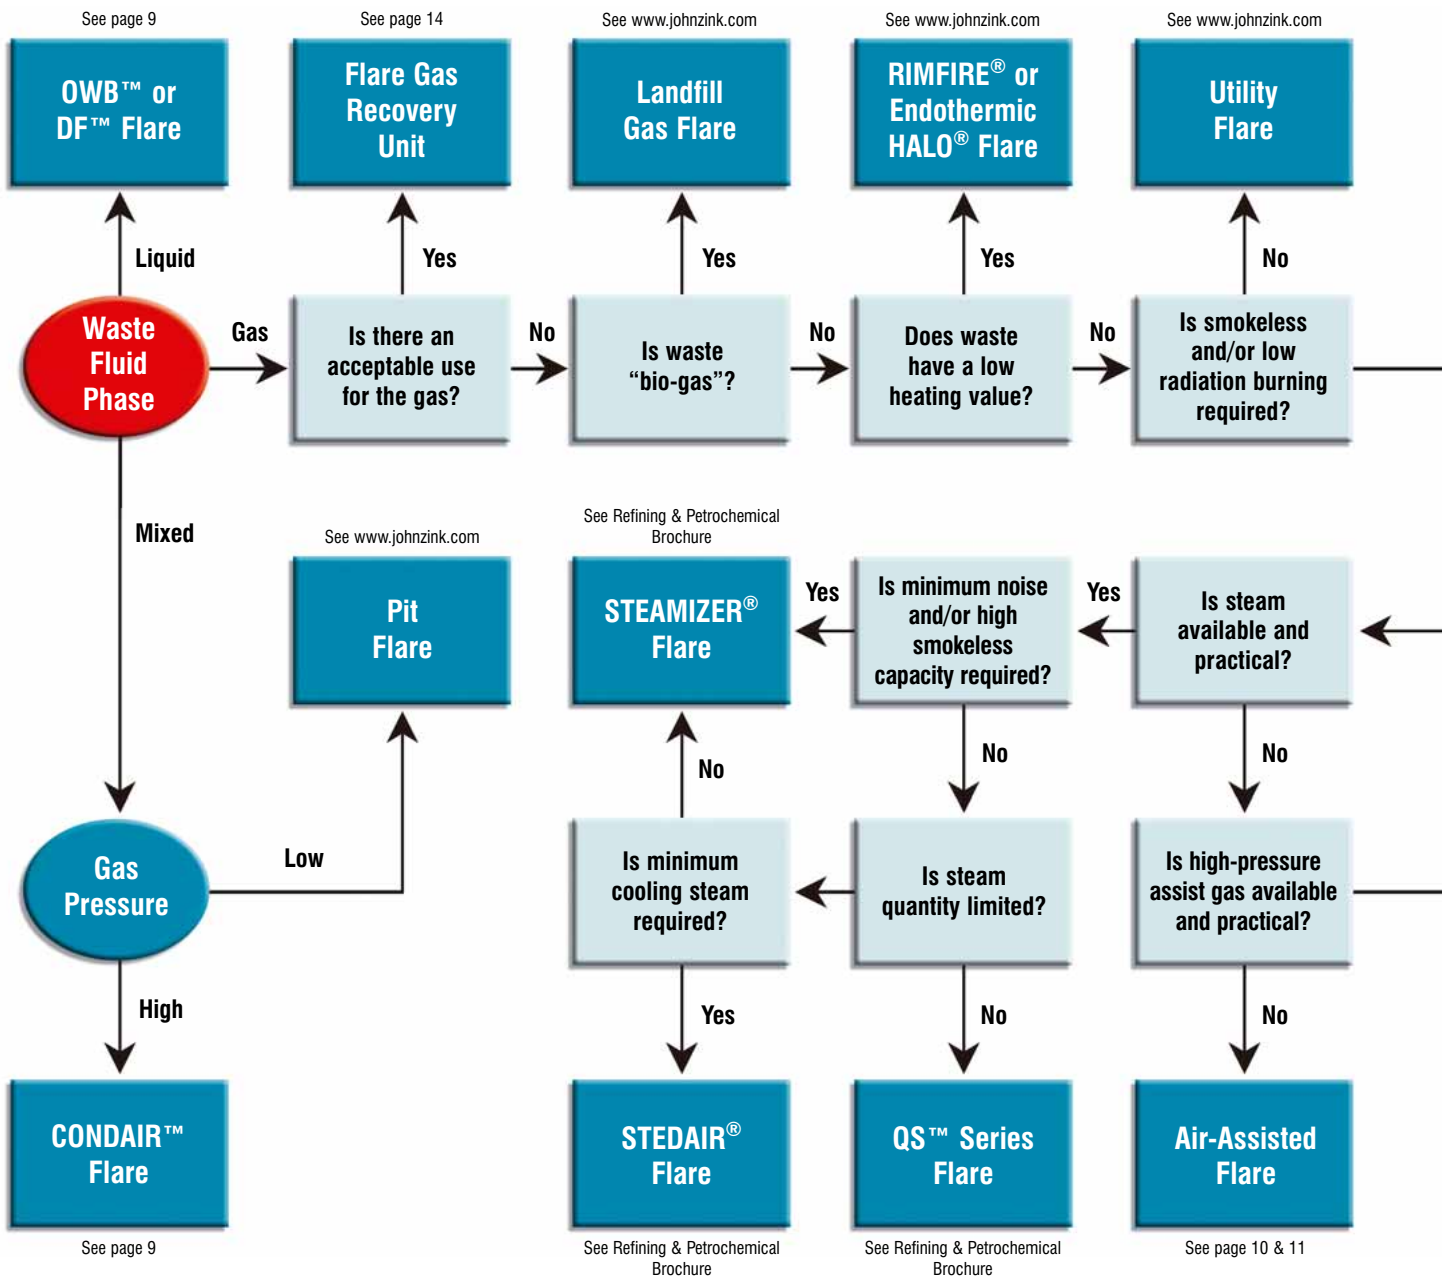 See page 9
See page 14
See www.johnzink.com
See www.johnzink.com
See www.johnzink.com
OWB™ or
DF™ Flare
Flare Gas
Recovery
Unit
Landfill
Gas Flare
RIMFIRE® or
Endothermic
HALO® Flare
Utility
Flare
Liquid
Yes
Yes
Yes
No
Waste
Fluid
Phase
Gas
Is there an
acceptable use
for the gas?
No
Is waste
“bio-gas”?
No
Does waste
have a low
heating value?
No
Is smokeless
and/or low
radiation burning
required?
Mixed
See www.johnzink.com
Pit
Flare
See Refining & Petrochemical
Brochure
STEAMIZER®
Flare
Yes
Is minimum noise
and/or high
smokeless
capacity required?
Yes
Is steam
available and
practical?
No
No
No
Gas
Pressure
Low
Is minimum
cooling steam
required?
Is steam
quantity limited?
Is high-pressure
assist gas available
and practical?
High
Yes
No
No
CONDAIR™
Flare
STEDAIR®
Flare
QS™ Series
Flare
Air-Assisted
Flare
See page 9
See Refining & Petrochemical
Brochure
See Refining & Petrochemical
Brochure
See page 10 & 11